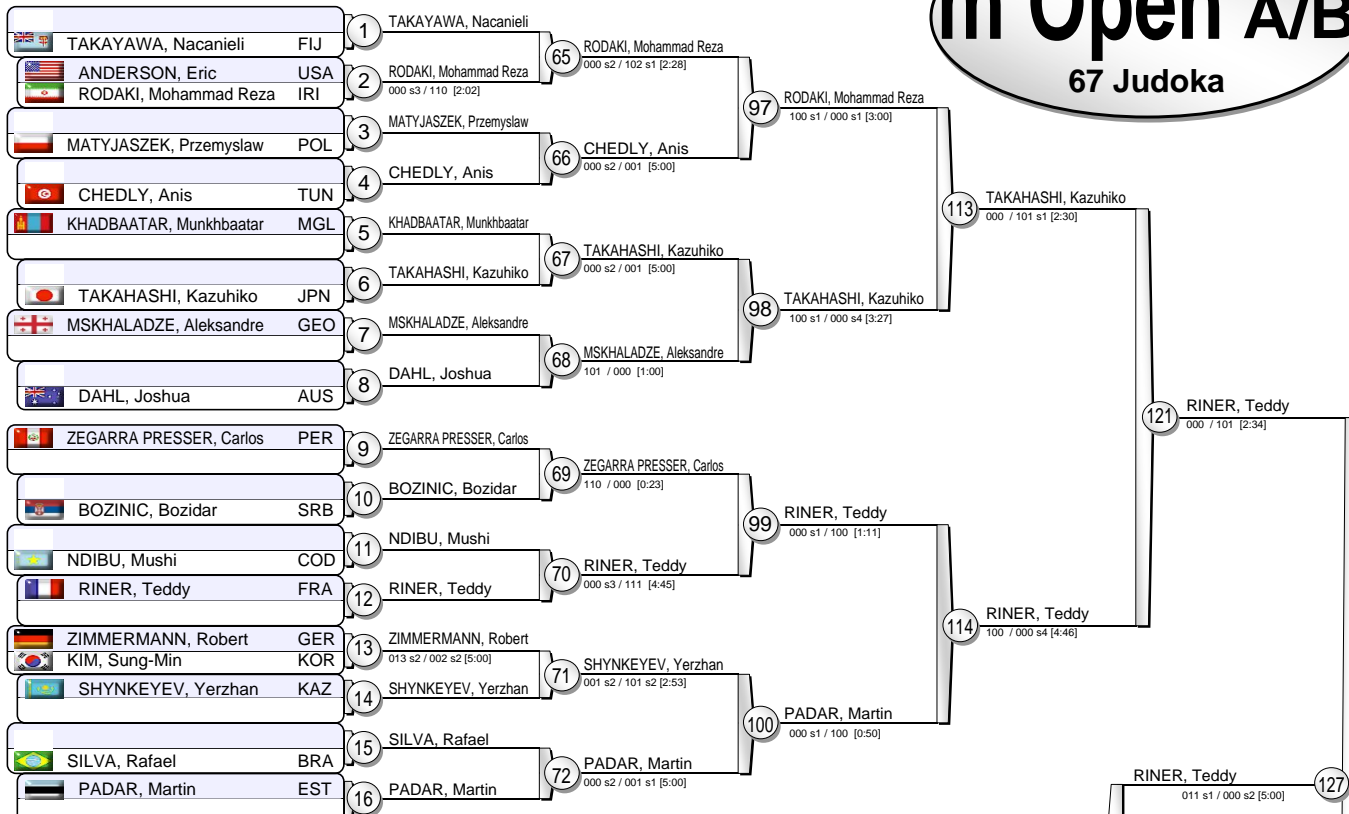 m Open A/B
67 Judoka
TAKAYAWA, Nacanieli FIJ
ANDERSON, Eric USA
RODAKI, Mohammad Reza IRI
MATYJASZEK, Przemyslaw POL
CHEDLY, Anis TUN
KHADBAATAR, Munkhbaatar MGL
TAKAHASHI, Kazuhiko JPN
MSKHALADZE, Aleksandre GEO
DAHL, Joshua AUS
ZEGARRA PRESSER, Carlos PER
BOZINIC, Bozidar SRB
NDIBU, Mushi COD
RINER, Teddy FRA
ZIMMERMANN, Robert GER
KIM, Sung-Min KOR
SHYNKEYEV, Yerzhan KAZ
SILVA, Rafael BRA
PADAR, Martin EST
1 TAKAYAWA, Nacanieli
2 RODAKI, Mohammad Reza
000 s3 / 110 [2:02]
3 MATYJASZEK, Przemyslaw
4 CHEDLY, Anis
5 KHADBAATAR, Munkhbaatar
6 TAKAHASHI, Kazuhiko
7 MSKHALADZE, Aleksandre
8 DAHL, Joshua
9 ZEGARRA PRESSER, Carlos
10 BOZINIC, Bozidar
11 NDIBU, Mushi
12 RINER, Teddy
13 ZIMMERMANN, Robert
013 s2 / 002 s2 [5:00]
14 SHYNKEYEV, Yerzhan
15 SILVA, Rafael
16 PADAR, Martin
65 RODAKI, Mohammad Reza
000 s2 / 102 s1 [2:28]
66 CHEDLY, Anis
000 s2 / 001 [5:00]
67 TAKAHASHI, Kazuhiko
000 s2 / 001 [5:00]
68 MSKHALADZE, Aleksandre
101 / 000 [1:00]
69 ZEGARRA PRESSER, Carlos
110 / 000 [0:23]
70 RINER, Teddy
000 s3 / 111 [4:45]
71 SHYNKEYEV, Yerzhan
001 s2 / 101 s2 [2:53]
72 PADAR, Martin
000 s2 / 001 s1 [5:00]
97 RODAKI, Mohammad Reza
100 s1 / 000 s1 [3:00]
98 TAKAHASHI, Kazuhiko
100 s1 / 000 s4 [3:27]
99 RINER, Teddy
000 s1 / 100 [1:11]
100 PADAR, Martin
000 s1 / 100 [0:50]
113 TAKAHASHI, Kazuhiko
000 / 101 s1 [2:30]
114 RINER, Teddy
100 / 000 s4 [4:46]
121 RINER, Teddy
000 / 101 [2:34]
RINER, Teddy 127
011 s1 / 000 s2 [5:00]